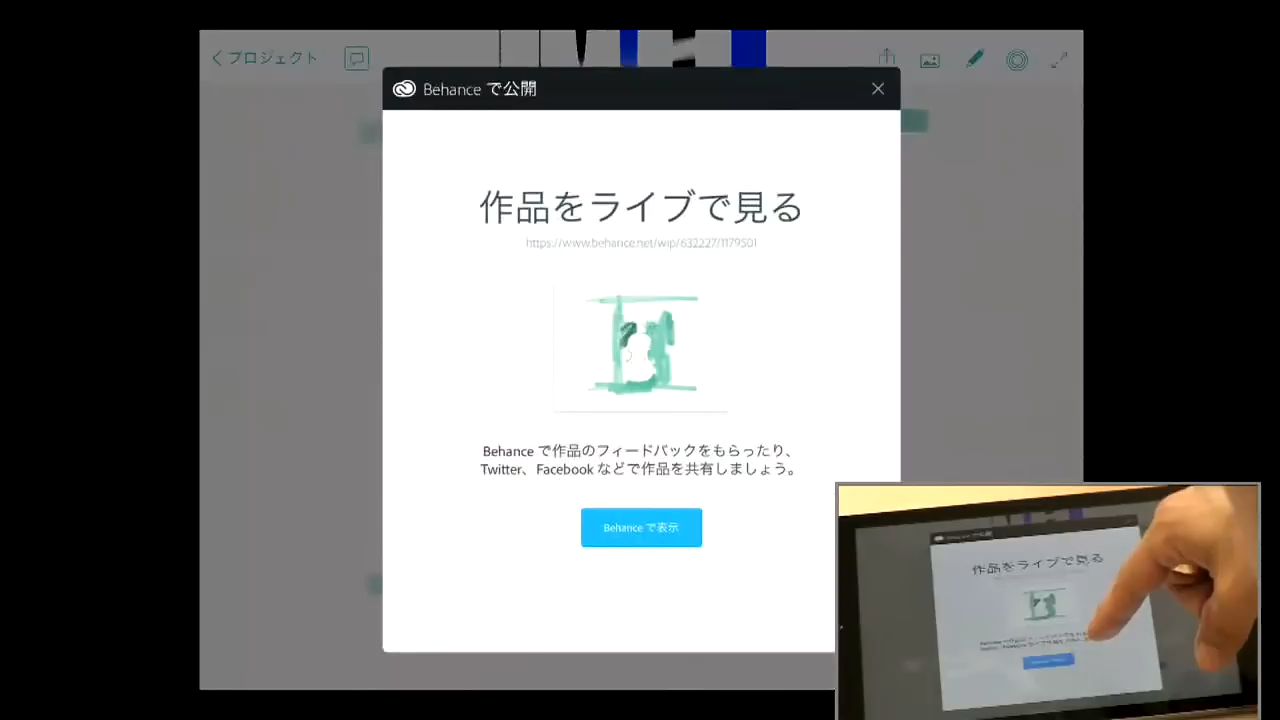 プロジェクト
Behance で公開
作品をライブで見る
https://www.behance.net/wip/632227/1179501
Behance で作品のフィードバックをもらったり、
Twitter、Facebook などで作品を共有しましょう。
Behance で表示
作品をライブで見る